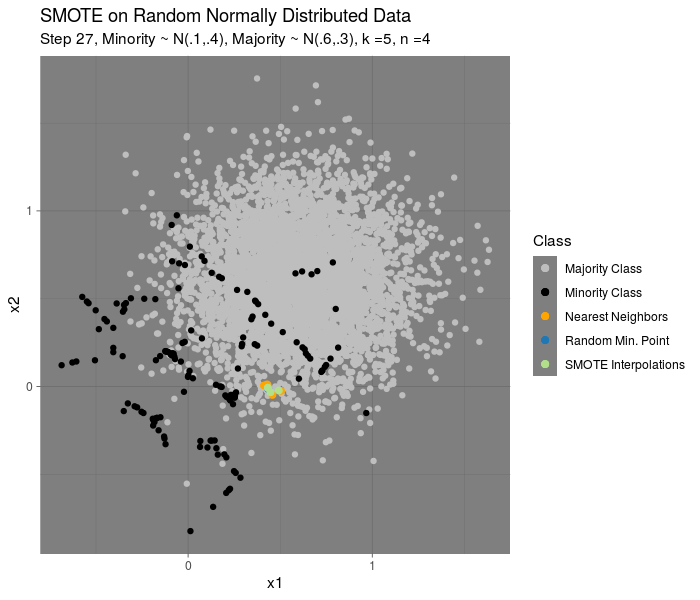 SMOTE on Random Normally Distributed Data
Step 27, Minority ~ N(.1,.4), Majority ~ N(.6,.3), k =5, n =4
1
0
x2
0
1
x1
Class
Majority Class
Minority Class
Nearest Neighbors
Random Min. Point
SMOTE Interpolations